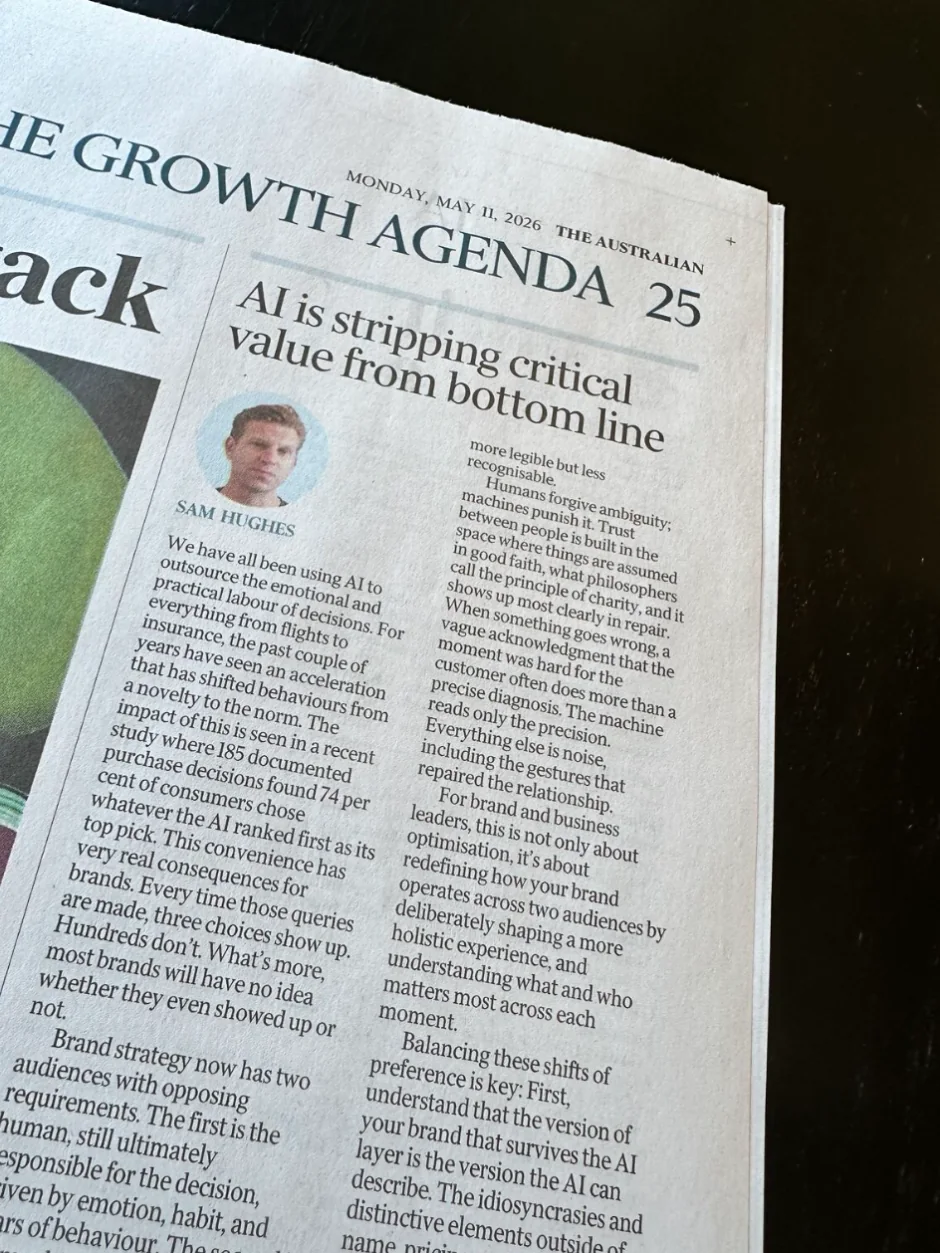 MONDAY, MAY 11, 2026 THE AUSTRALIAN
HE GROWTH AGENDA 25
ack
AI is stripping critical
value from bottom line
SAM HUGHES
We have all been using AI to
outsource the emotional and
practical labour of decisions. For
everything from flights to
insurance, the past couple of
years have seen an acceleration
that has shifted behaviours from
a novelty to the norm. The
impact of this is seen in a recent
study where 185 documented
purchase decisions found 74 per
cent of consumers chose
whatever the AI ranked first as its
top pick. This convenience has
very real consequences for
brands. Every time those queries
are made, three choices show up.
Hundreds don't. What's more,
most brands will have no idea
whether they even showed up or
not.
Brand strategy now has two
audiences with opposing
requirements. The first is the
human, still ultimately
esponsible for the decision,
iven by emotion, habit, and
ars of behaviour. The
more legible but less
recognisable.
Humans forgive ambiguity;
machines punish it. Trust
between people is built in the
space where things are assumed
in good faith, what philosophers
call the principle of charity, and it
shows up most clearly in repair.
When something goes wrong, a
vague acknowledgment that the
moment was hard for the
customer often does more than a
precise diagnosis. The machine
reads only the precision.
Everything else is noise,
including the gestures that
repaired the relationship.
For brand and business
leaders, this is not only about
optimisation, it's about
redefining how your brand
operates across two audiences by
deliberately shaping a more
holistic experience, and
understanding what and who
matters most across each
moment.
Balancing these shifts of
preference is key: First,
understand that the version of
your brand that survives the AI
layer is the version the AI can
describe. The idiosyncrasies and
distinctive elements outside of
name,